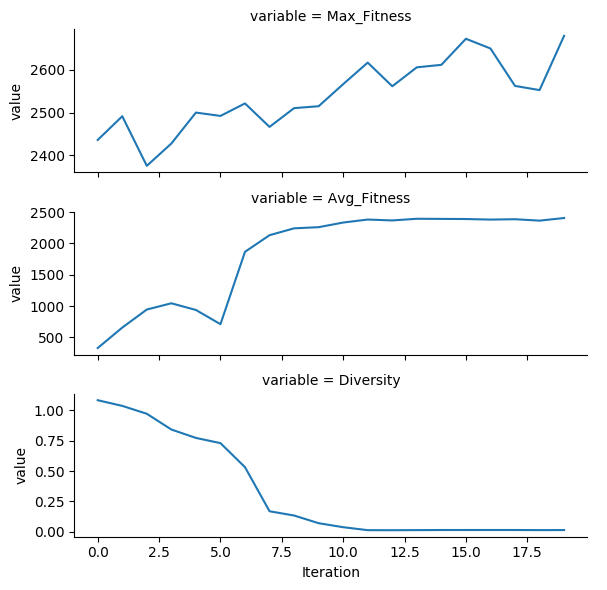 variable = Max_Fitness
2600
2500
2400
value
variable = Avg_Fitness
2500
2000
1500
1000
500
value
variable = Diversity
1.00
0.75
0.50
0.25
0.00
value
0.0 2.5 5.0 7.5 10.0 12.5 15.0 17.5
Iteration